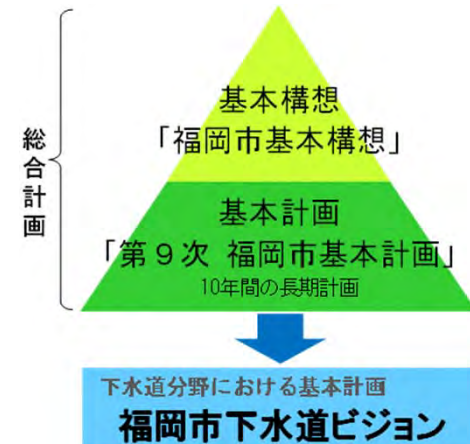 総合計画
基本構想
「福岡市基本構想」
基本計画
「第９次 福岡市基本計画」
10年間の長期計画
下水道分野における基本計画
福岡市下水道ビジョン